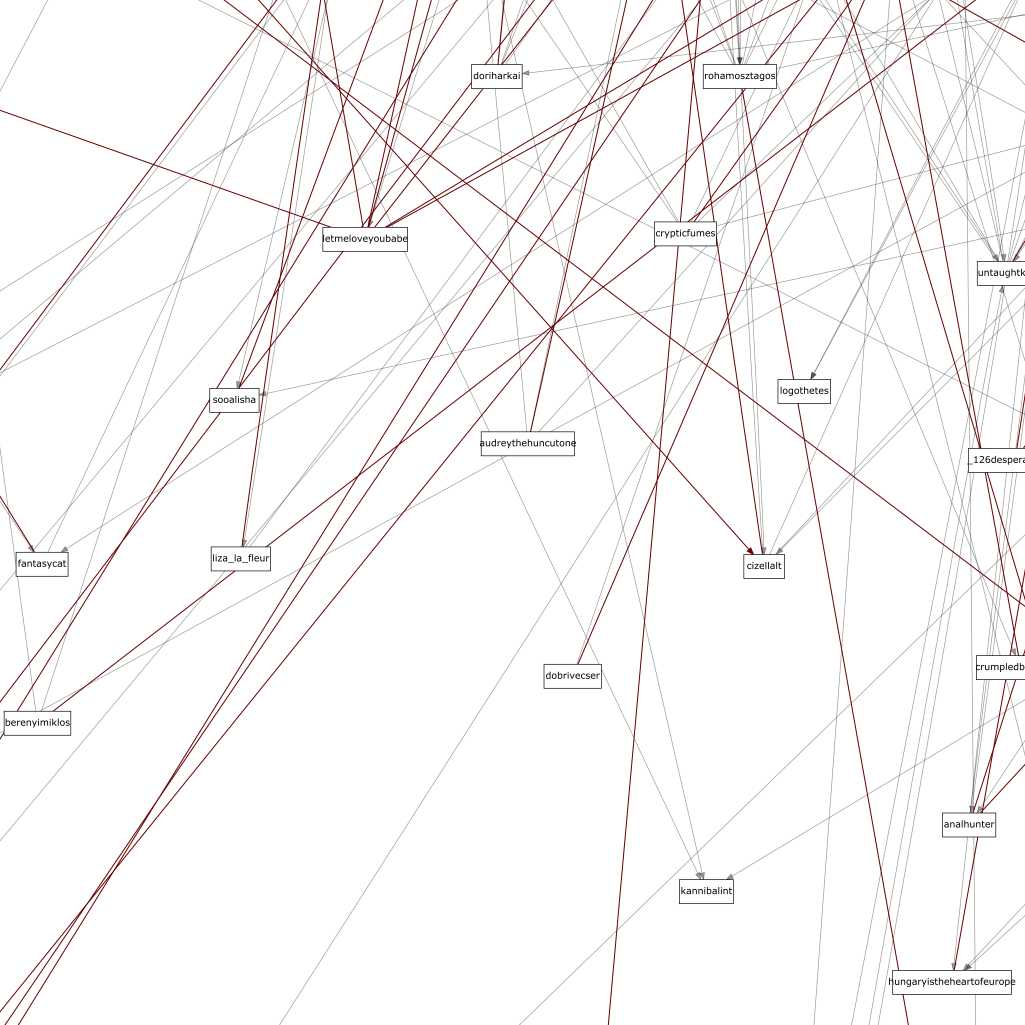 doriharkai
rohamosztagos
letmeloveyoubabe
crypticfumes
untaughtk
sooalisha
logothetes
audreythehuncutone
_126despera
fantasycat
liza_la_fleur
cizellalt
dobrivecser
crumpledb
berenyimiklos
analhunter
kannibalint
hungaryistheheartofeurope